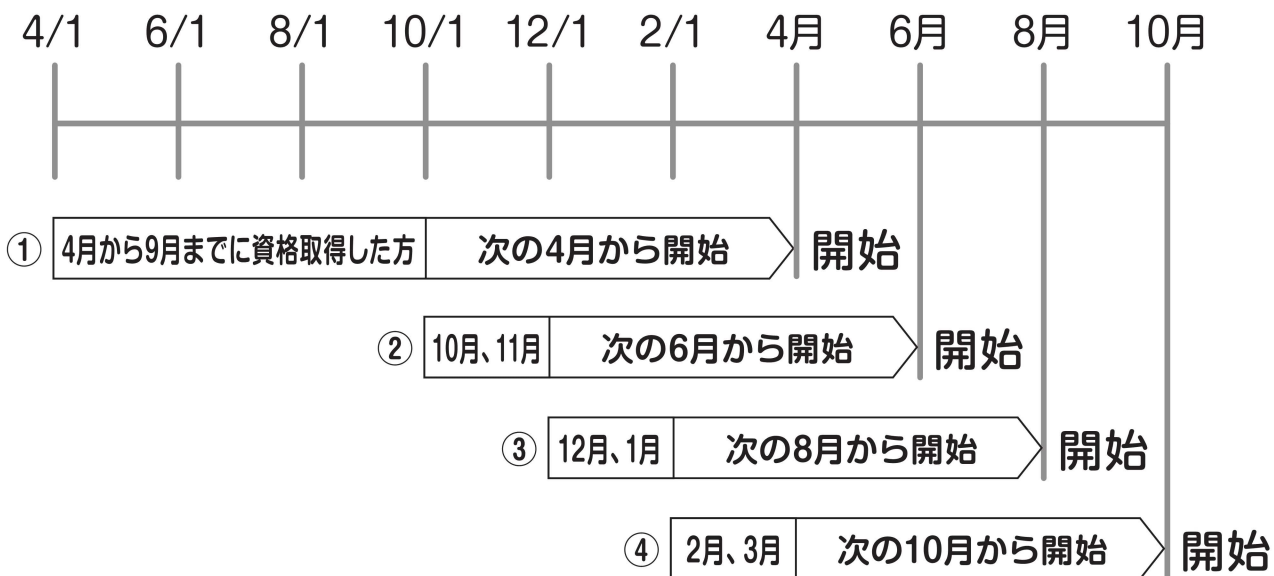 4/1 6/1 8/1 10/1 12/1 2/1 4月 6月 8月 10月
① 4月から9月までに資格取得した方 次の4月から開始 開始
② 10月、11月 次の6月から開始 開始
③ 12月、1月 次の8月から開始 開始
④ 2月、3月 次の10月から開始 開始